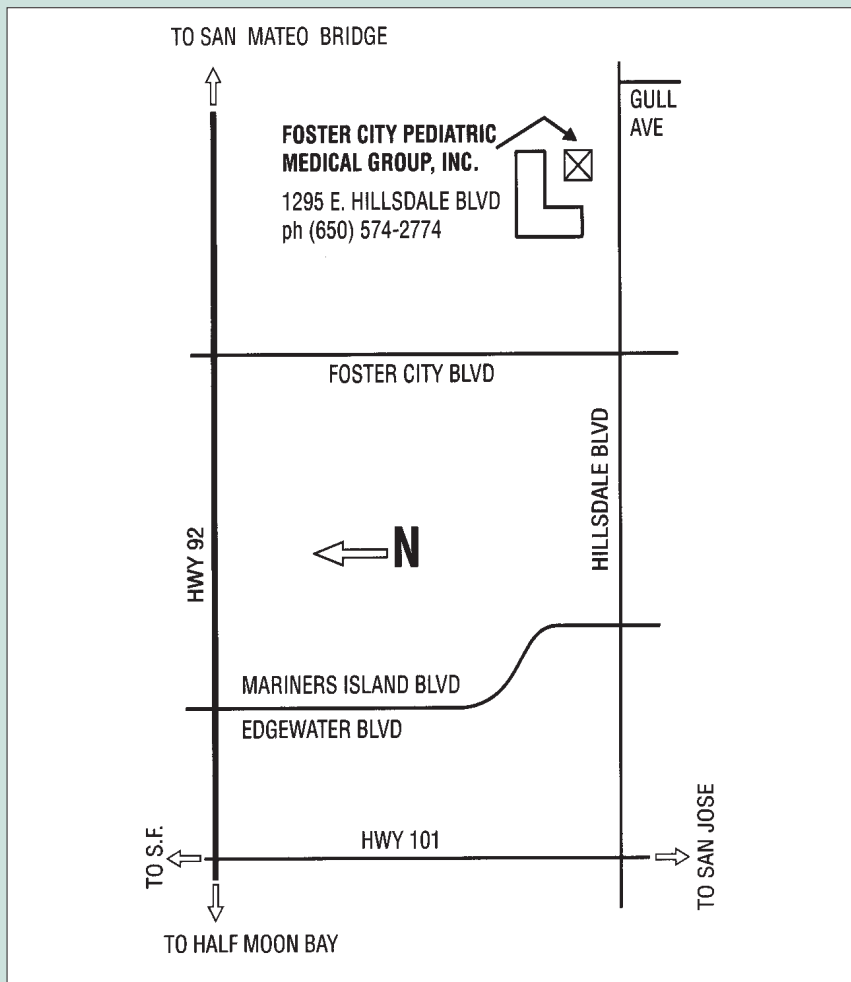 TO SAN MATEO BRIDGE
GULL
AVE
FOSTER CITY PEDIATRIC
MEDICAL GROUP, INC.
1295 E. HILLSDALE BLVD
ph (650) 574-2774
FOSTER CITY BLVD
HILLSDALE BLVD
HWY 92
N
MARINERS ISLAND BLVD
EDGEWATER BLVD
HWY 101
TO S.F.
TO SAN JOSE
TO HALF MOON BAY